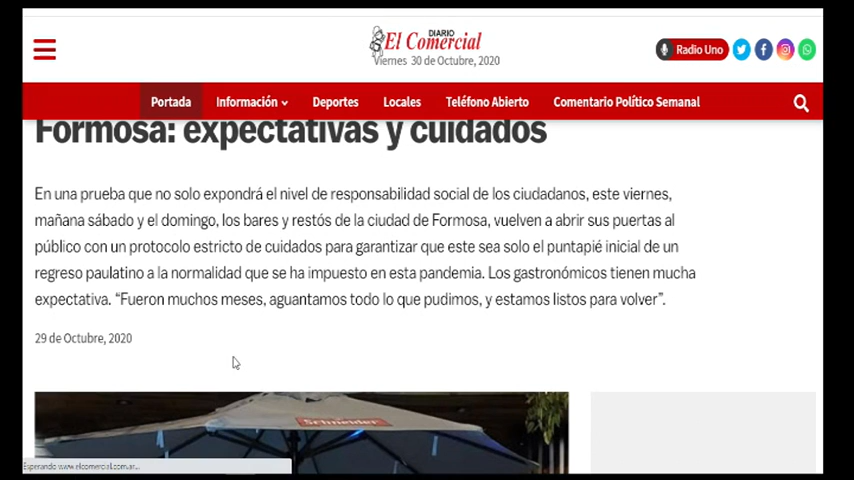 DIARIO
El Comercial
Viernes 30 de Octubre, 2020
Radio Uno
Portada Información Deportes Locales Teléfono Abierto Comentario Político Semanal
Formosa: expectativas y cuidados
En una prueba que no solo expondrá el nivel de responsabilidad social de los ciudadanos, este viernes,
mañana sábado y el domingo, los bares y restós de la ciudad de Formosa, vuelven a abrir sus puertas al
público con un protocolo estricto de cuidados para garantizar que este sea solo el puntapié inicial de un
regreso paulatino a la normalidad que se ha impuesto en esta pandemia. Los gastronómicos tienen mucha
expectativa. “Fueron muchos meses, aguantamos todo lo que pudimos, y estamos listos para volver”.
29 de Octubre, 2020
Schneider
Esperando www.elcomercial.com.ar...